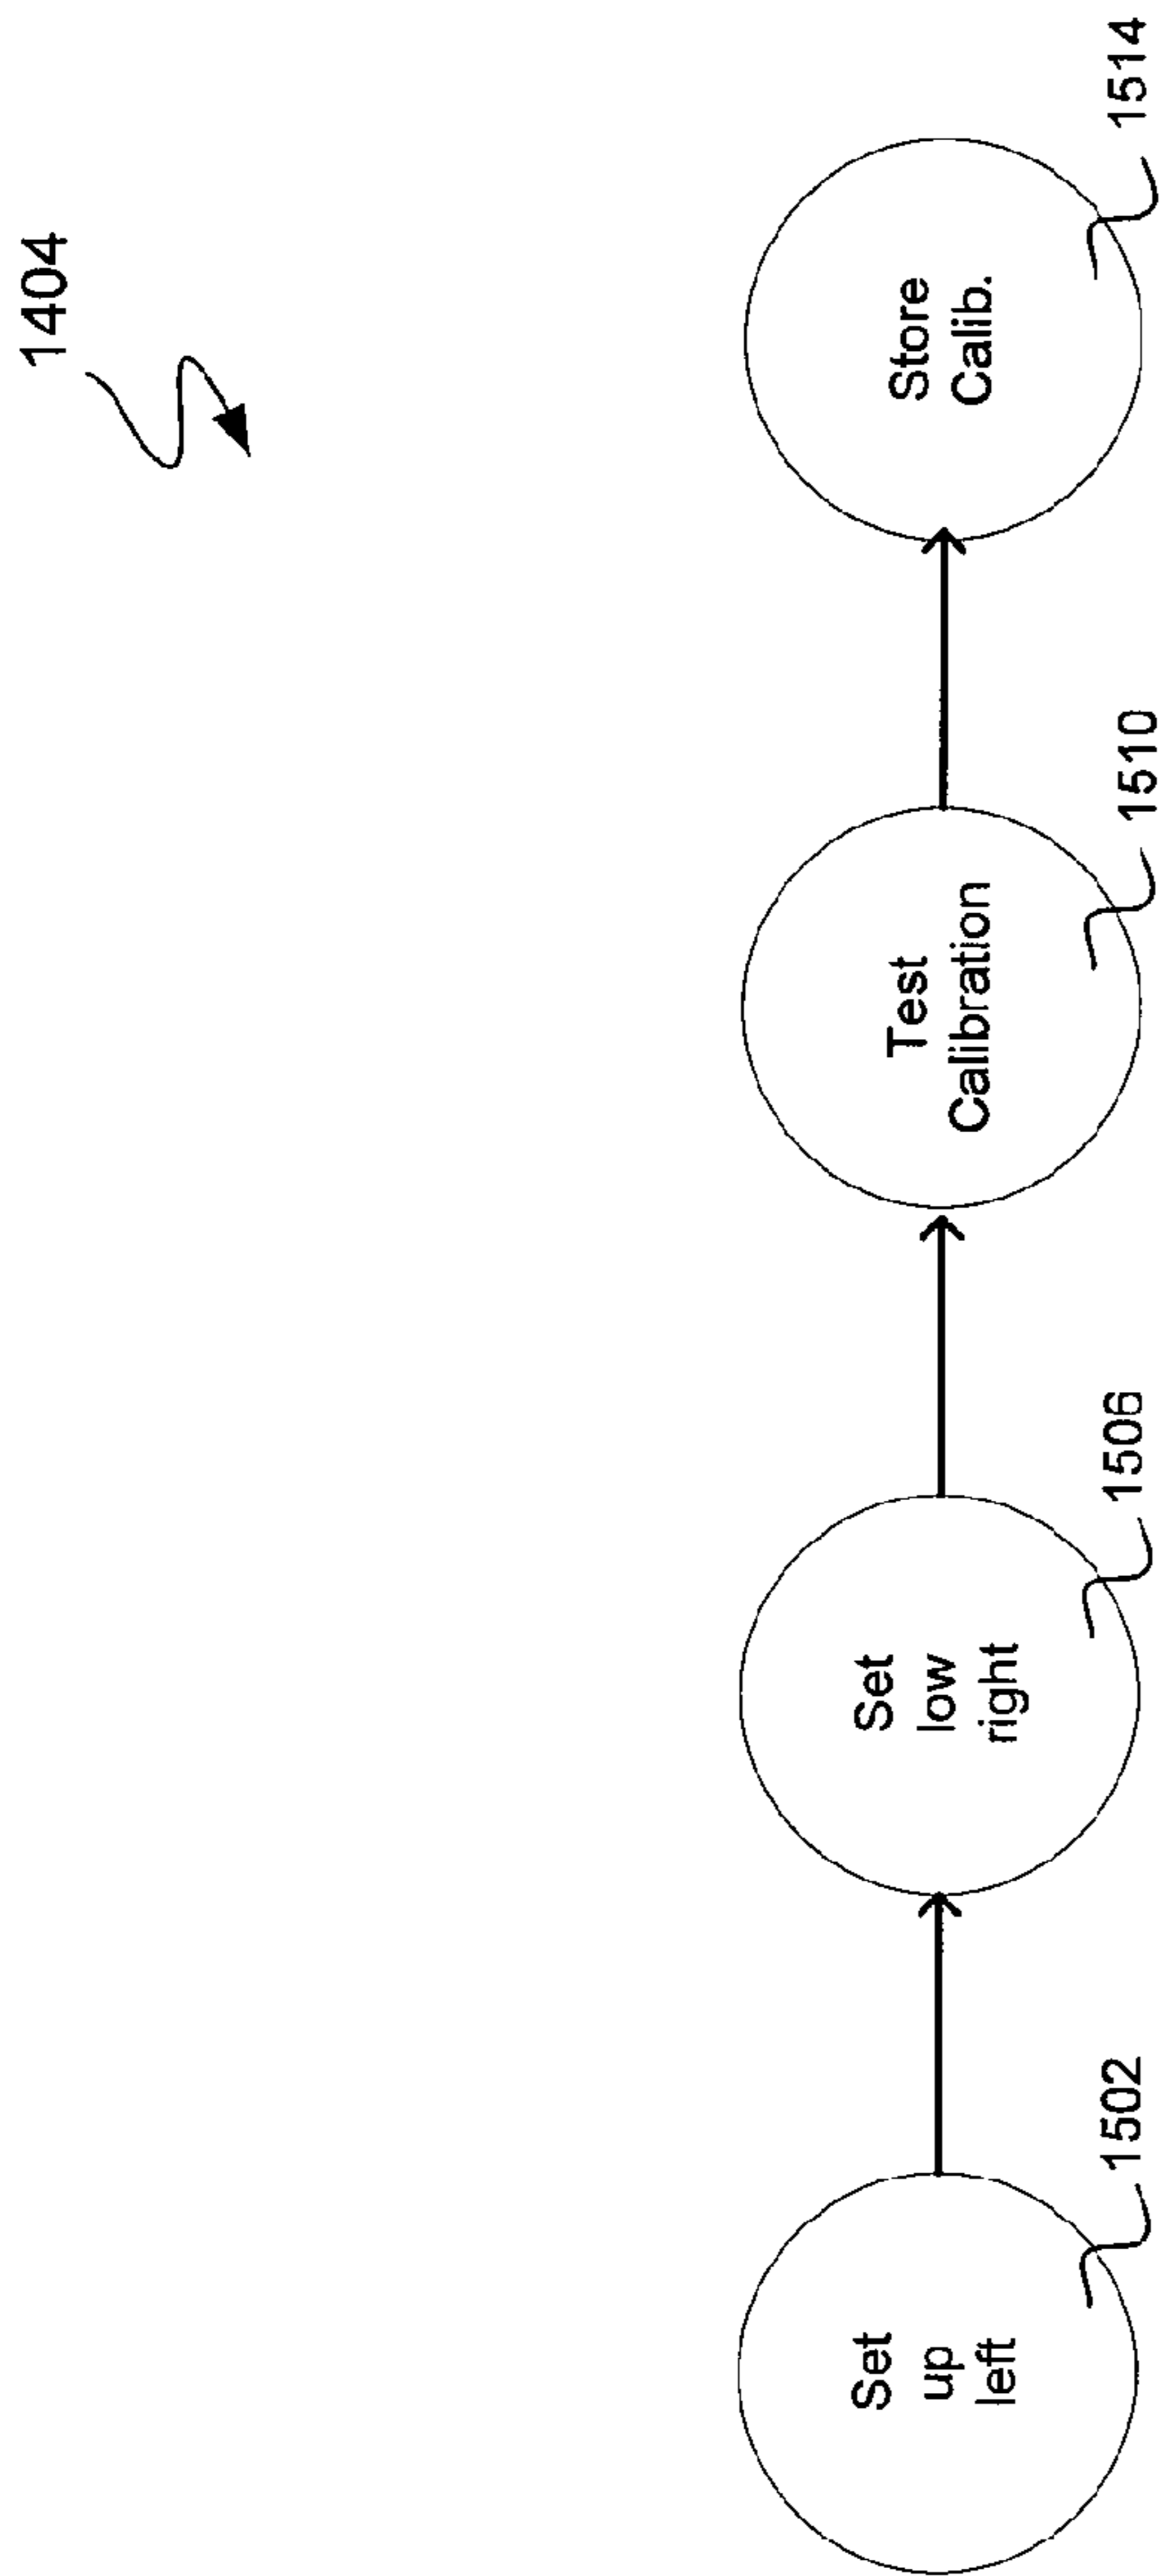 1404
Set
up
left
1502
Set
low
right
1506
Test
Calibration
1510
Store
Calib.
1514